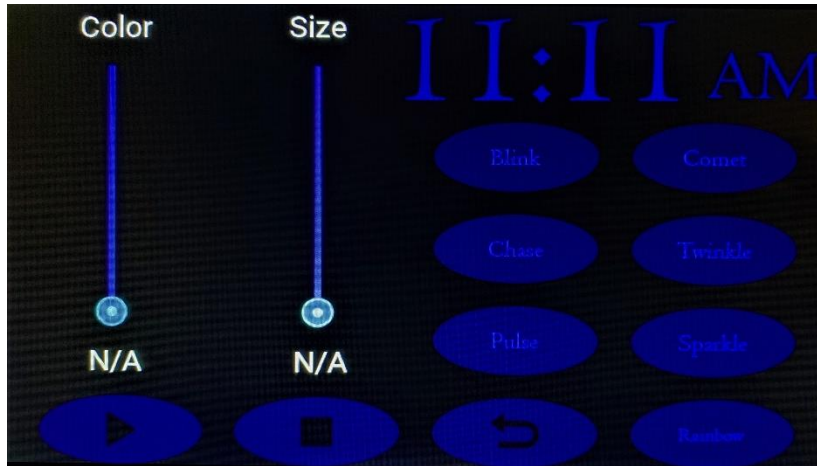 Color Size
11:11 AM
Blink Comet
Chase Twinkle
Pulse Sparkle
N/A N/A
Rainbow